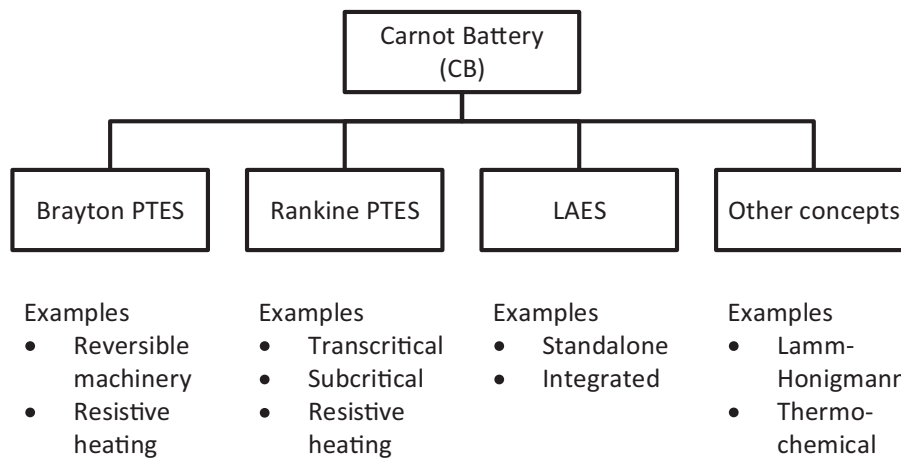 Carnot Battery
(CB)
Brayton PTES
Rankine PTES
LAES
Other concepts
Examples
• Reversible
machinery
• Resistive
heating
Examples
• Transcritical
• Subcritical
• Resistive
heating
Examples
• Standalone
• Integrated
Examples
• Lamm-
Honigmann
• Thermo-
chemical